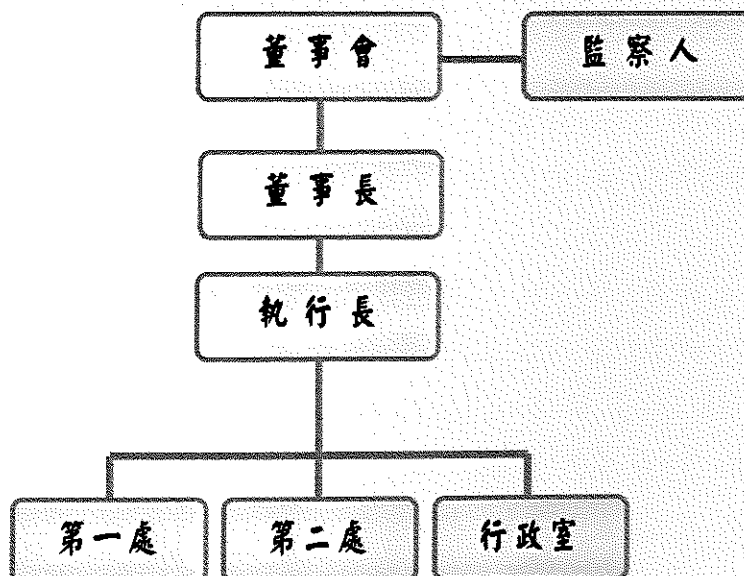 董事會
監察人
董事長
執行長
第一處
第二處
行政室